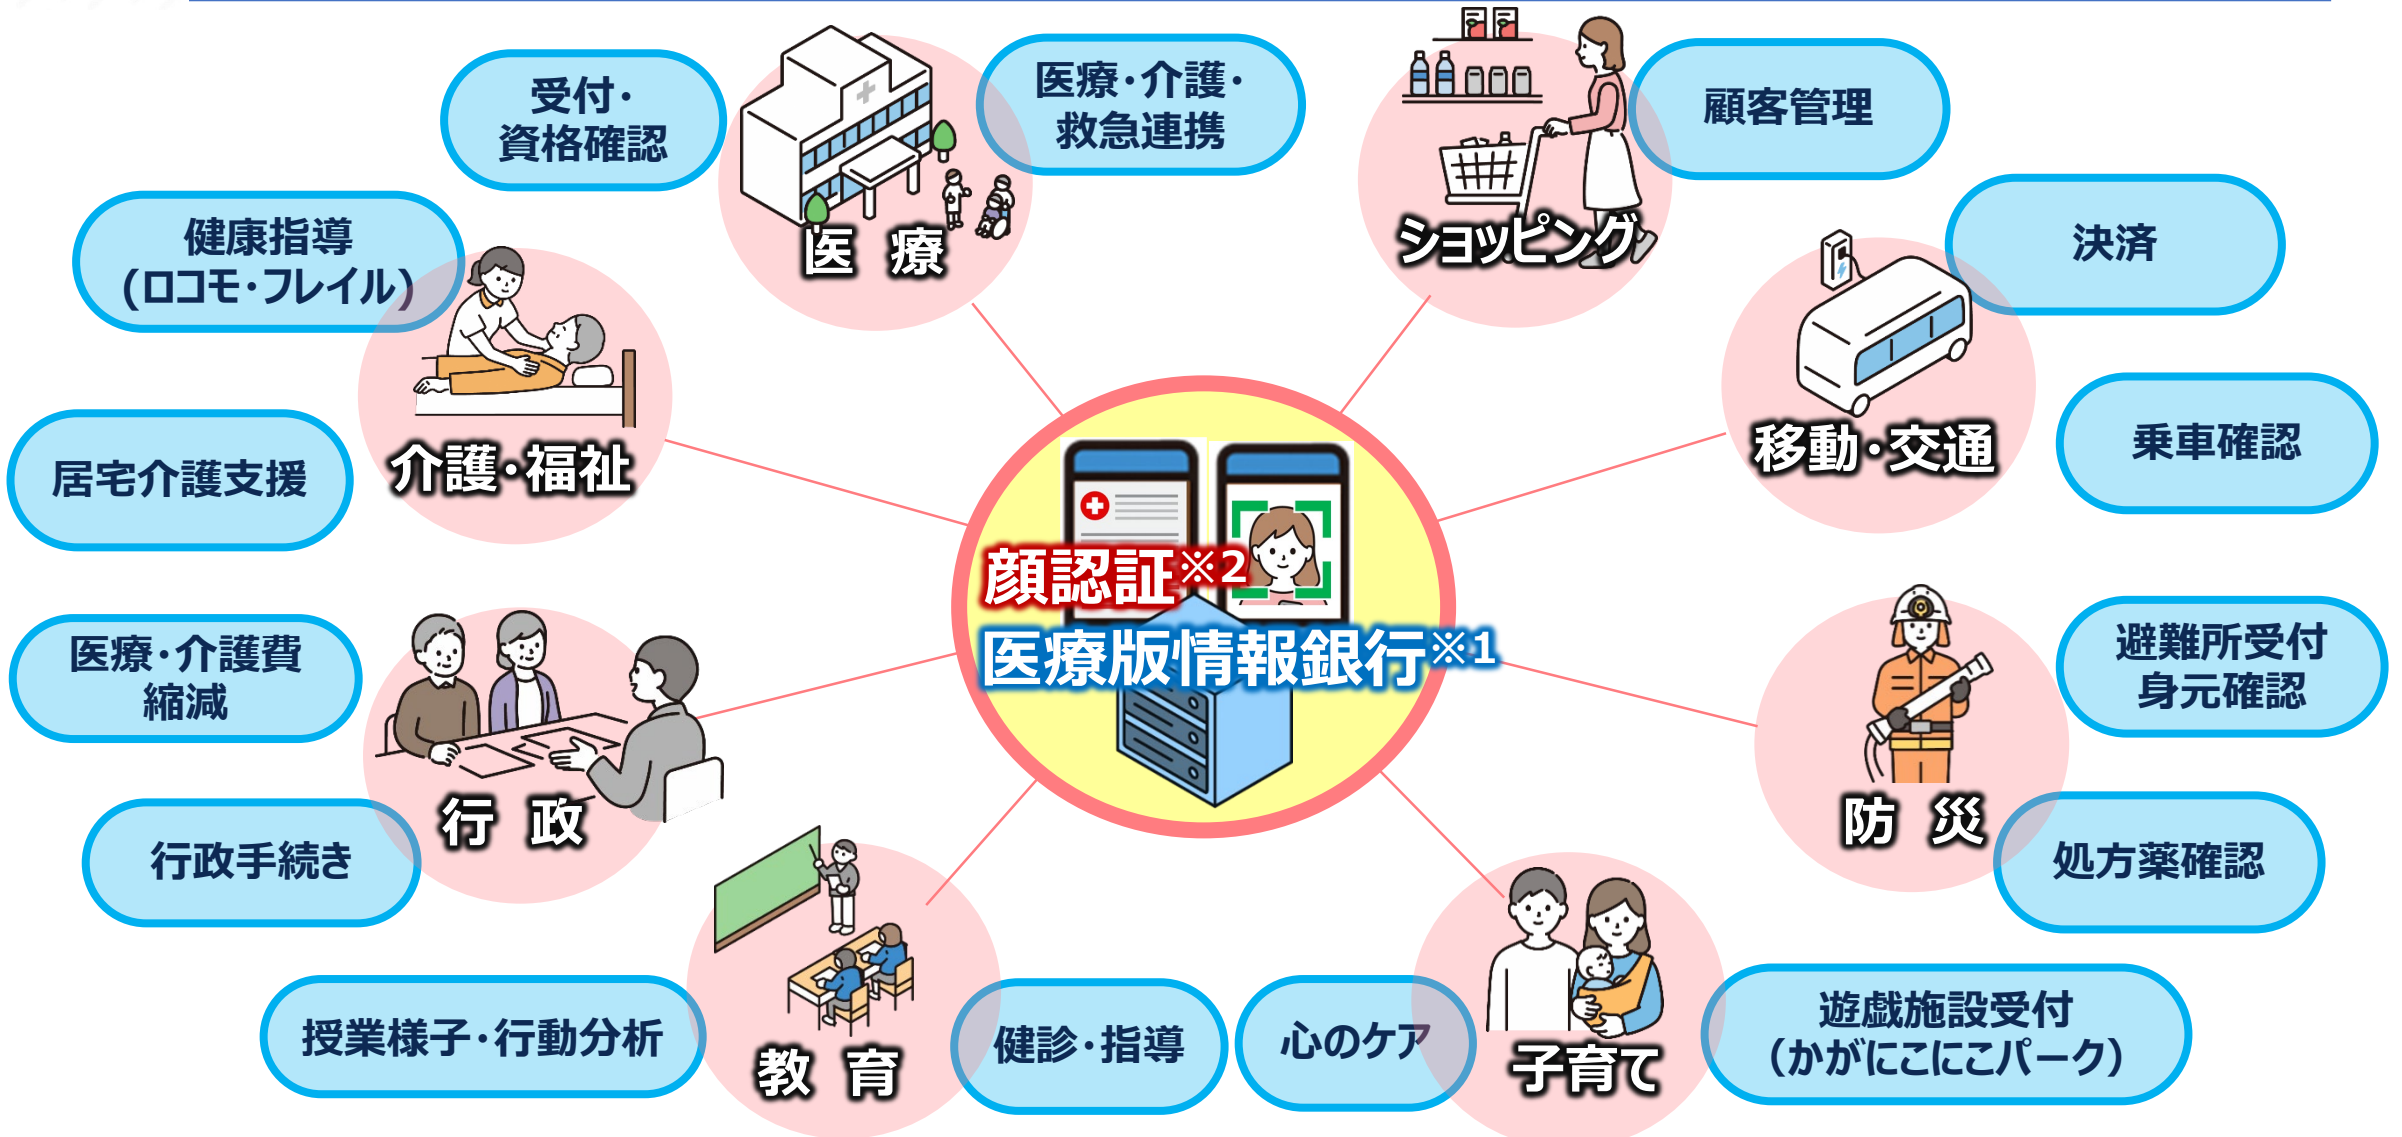 受付・
資格確認
医療・介護・
救急連携
医 療
顧客管理
ショッピング
健康指導
(ロコモ・フレイル)
介護・福祉
居宅介護支援
決済
乗車確認
移動・交通
顔認証※2
医療版情報銀行※1
医療・介護費
縮減
行政手続き
行 政
避難所受付
身元確認
処方薬確認
防 災
授業様子・行動分析
教 育
健診・指導
心のケア
子育て
遊戯施設受付
（かがにこにこパーク）